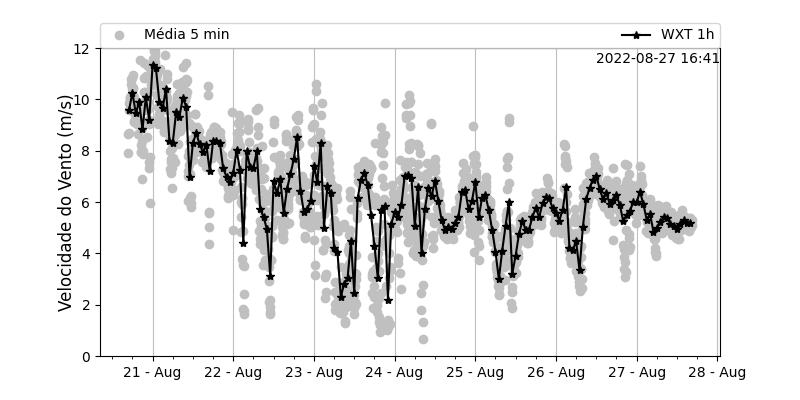 Média 5 min
WXT 1h
2022-08-27 16:41
Velocidade do Vento (m/s)
12
10
8
6
4
2
0
21 - Aug
22 - Aug
23 - Aug
24 - Aug
25 - Aug
26 - Aug
27 - Aug
28 - Aug